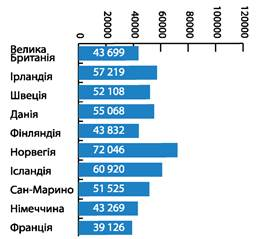 0
20000
40000
60000
80000
100000
120000
Велика
Британія 43 699
Ірландія 57 219
Швеція 52 108
Данія 55 068
Фінляндія 43 832
Норвегія 72 046
Ісландія 60 920
Сан-Марино 51 525
Німеччина 43 269
Франція 39 126